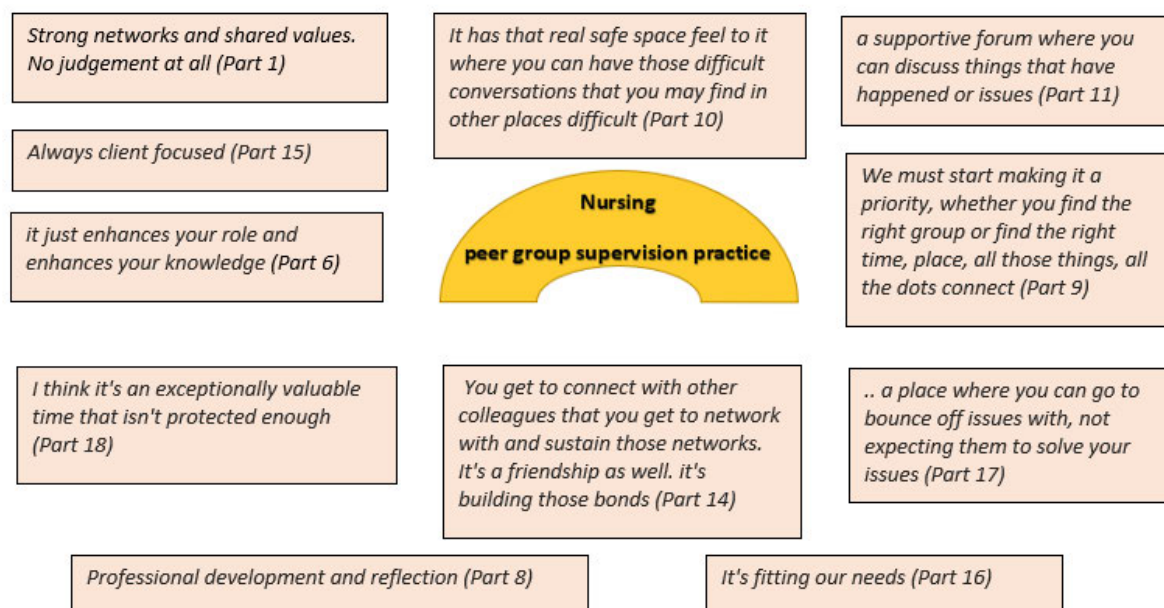 Strong networks and shared values.
No judgement at all (Part 1)
It has that real safe space feel to it
where you can have those difficult
conversations that you may find in
other places difficult (Part 10)
a supportive forum where you
can discuss things that have
happened or issues (Part 11)
Always client focused (Part 15)
it just enhances your role and
enhances your knowledge (Part 6)
Nursing
peer group supervision practice
We must start making it a
priority, whether you find the
right group or find the right
time, place, all those things, all
the dots connect (Part 9)
I think it's an exceptionally valuable
time that isn't protected enough
(Part 18)
You get to connect with other
colleagues that you get to network
with and sustain those networks.
It's a friendship as well. it's
building those bonds (Part 14)
.. a place where you can go to
bounce off issues with, not
expecting them to solve your
issues (Part 17)
Professional development and reflection (Part 8)
It's fitting our needs (Part 16)